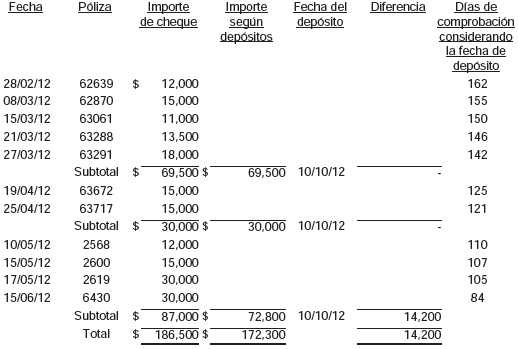 Fecha Póliza Importe Importe Fecha del Diferencia Días de
de cheque según depósito comprobación
depósitos considerando
la fecha de
depósito
28/02/12 62639 $ 12,000 162
08/03/12 62870 15,000 155
15/03/12 63061 11,000 150
21/03/12 63288 13,500 146
27/03/12 63291 18,000 142
Subtotal $ 69,500 $ 69,500 10/10/12 -
19/04/12 63672 15,000 125
25/04/12 63717 15,000 121
Subtotal $ 30,000 $ 30,000 10/10/12 -
10/05/12 2568 12,000 110
15/05/12 2600 15,000 107
17/05/12 2619 30,000 105
15/06/12 6430 30,000 84
Subtotal $ 87,000 $ 72,800 10/10/12 14,200
Total $ 186,500 $ 172,300 14,200